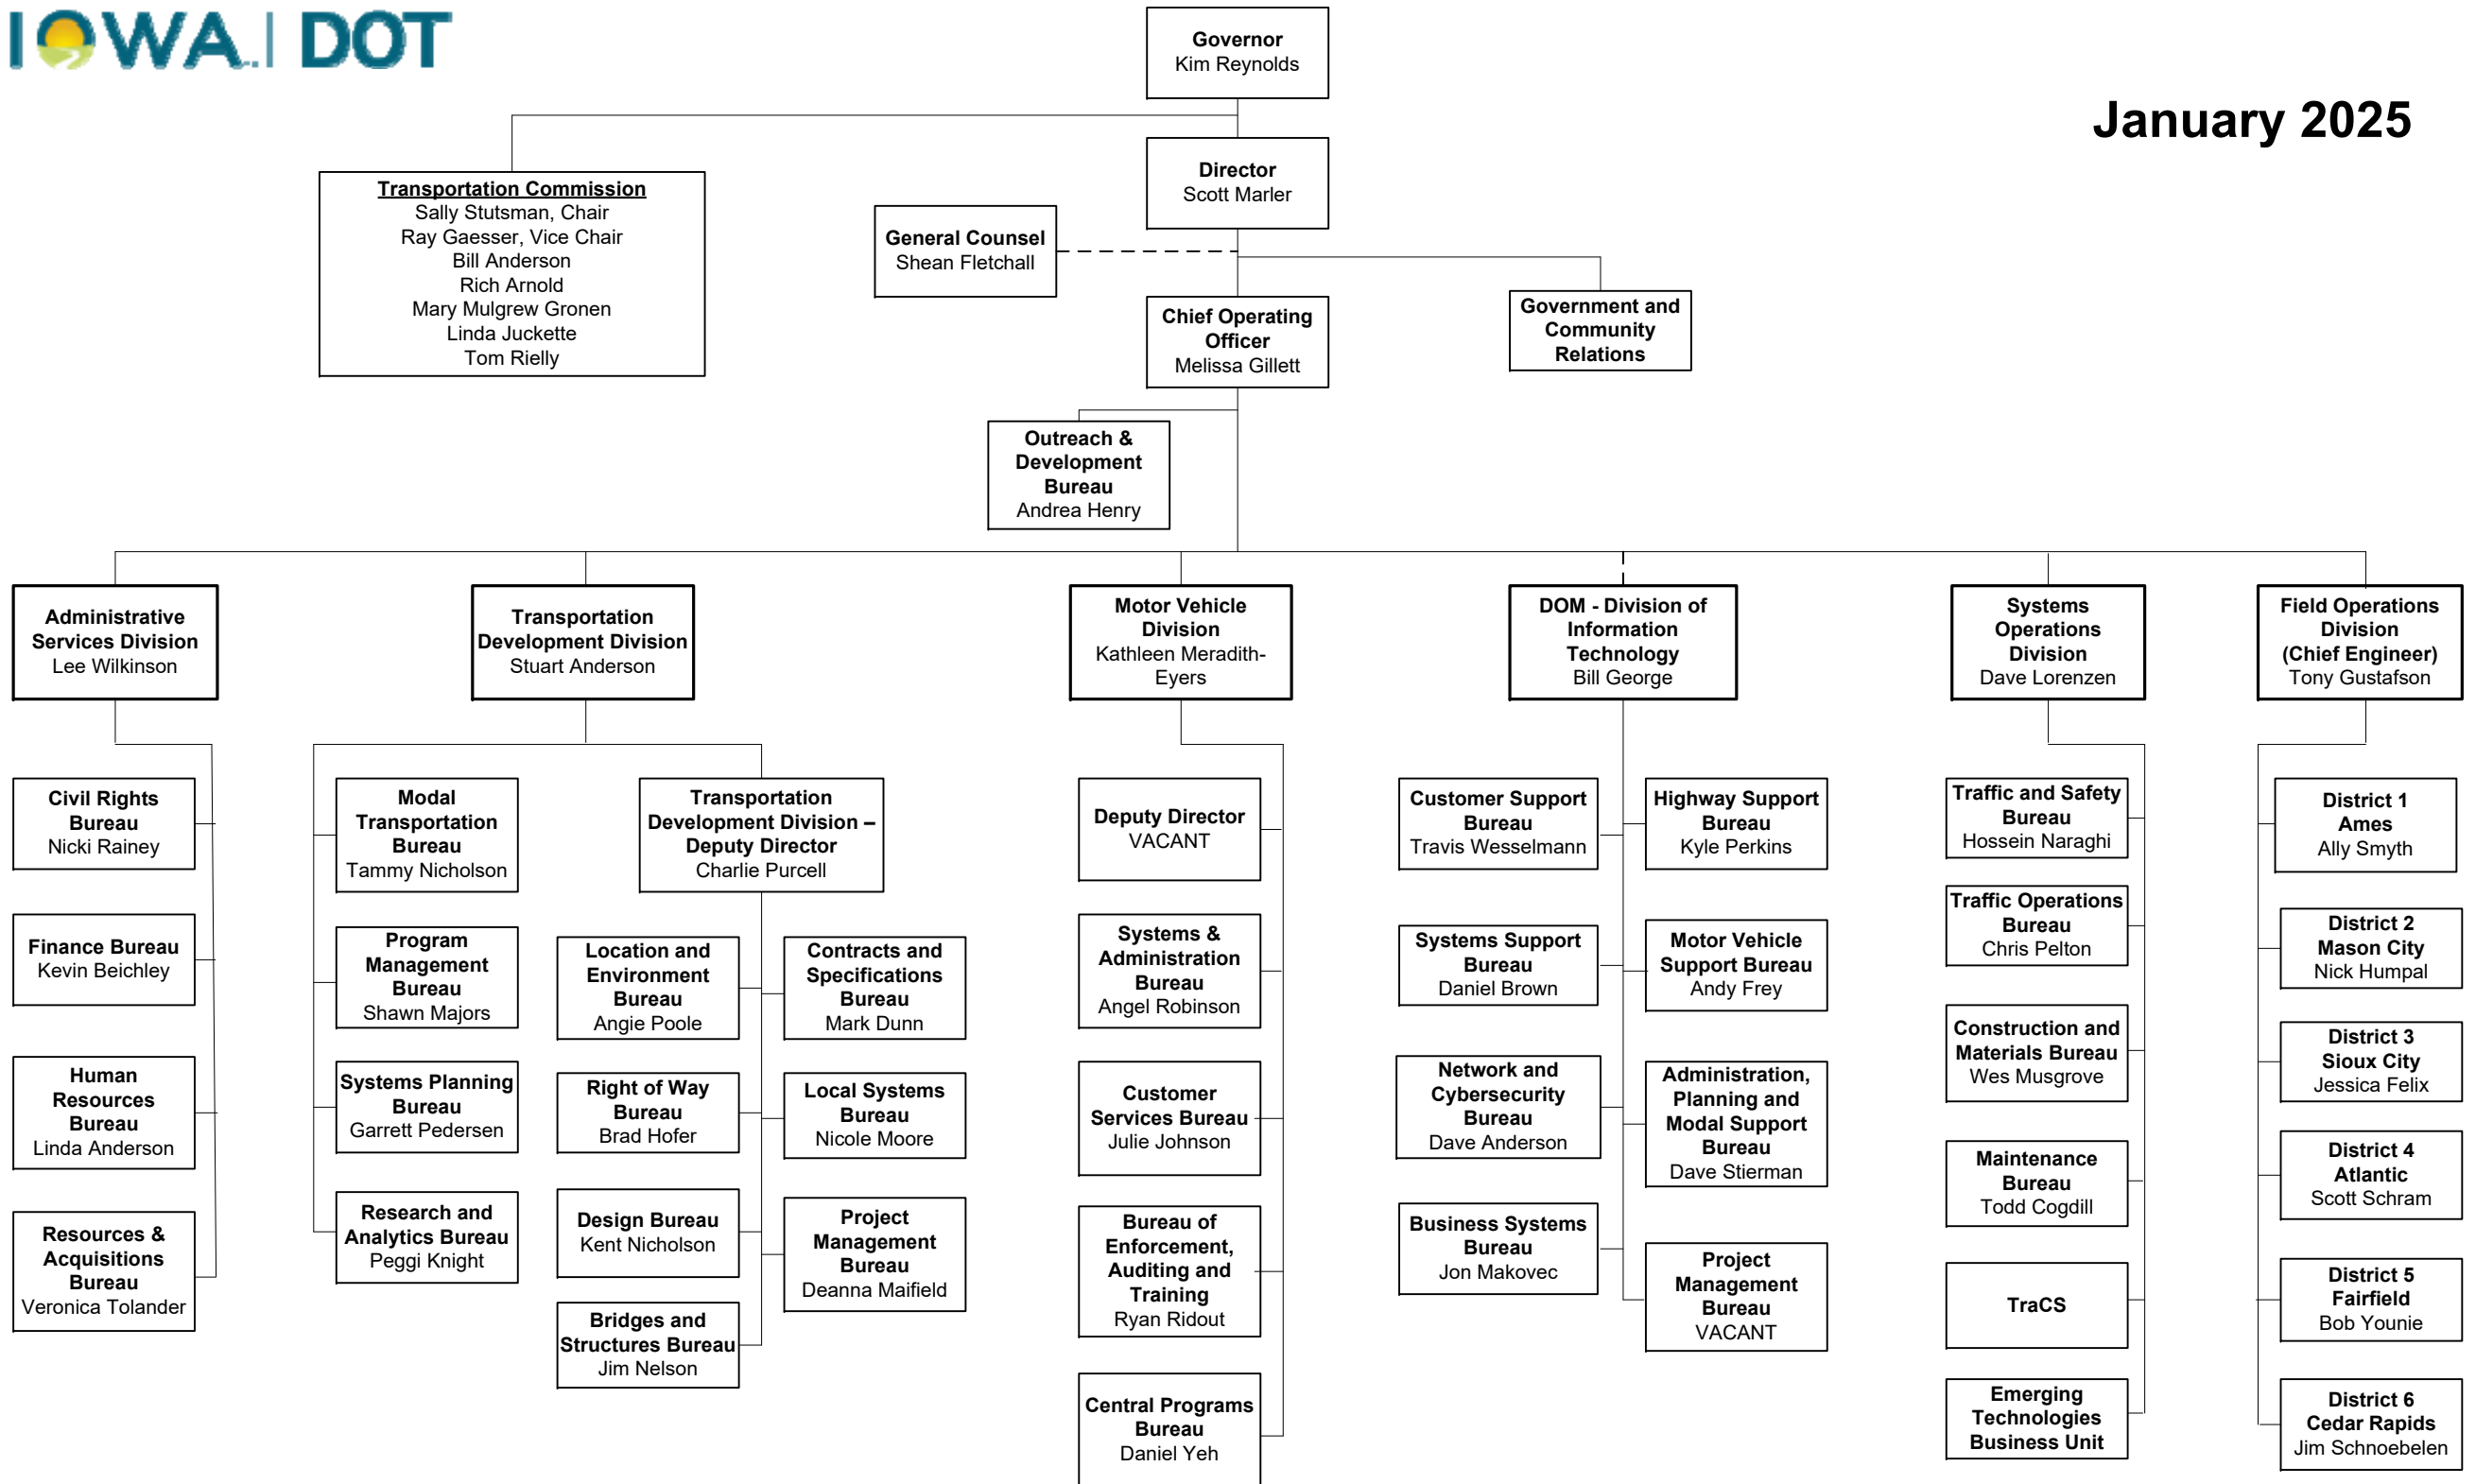 IOWA | DOT
January 2025
Governor
Kim Reynolds
Director
Scott Marler
Transportation Commission
Sally Stutsman, Chair
Ray Gaesser, Vice Chair
Bill Anderson
Rich Arnold
Mary Mulgrew Gronen
Linda Juckette
Tom Rielly
General Counsel
Shean Fletchall
Chief Operating
Officer
Melissa Gillett
Government and
Community
Relations
Outreach &
Development
Bureau
Andrea Henry
Administrative
Services Division
Lee Wilkinson
Transportation
Development Division
Stuart Anderson
Motor Vehicle
Division
Kathleen Meradith-
Eyers
DOM - Division of
Information
Technology
Bill George
Systems
Operations
Division
Dave Lorenzen
Field Operations
Division
(Chief Engineer)
Tony Gustafson
Civil Rights
Bureau
Nicki Rainey
Finance Bureau
Kevin Beichley
Human
Resources
Bureau
Linda Anderson
Resources &
Acquisitions
Bureau
Veronica Tolander
Modal
Transportation
Bureau
Tammy Nicholson
Program
Management
Bureau
Shawn Majors
Systems Planning
Bureau
Garrett Pedersen
Research and
Analytics Bureau
Peggi Knight
Transportation
Development Division –
Deputy Director
Charlie Purcell
Location and
Environment
Bureau
Angie Poole
Right of Way
Bureau
Brad Hofer
Design Bureau
Kent Nicholson
Bridges and
Structures Bureau
Jim Nelson
Contracts and
Specifications
Bureau
Mark Dunn
Local Systems
Bureau
Nicole Moore
Project
Management
Bureau
Deanna Maifield
Deputy Director
VACANT
Systems &
Administration
Bureau
Angel Robinson
Customer
Services Bureau
Julie Johnson
Bureau of
Enforcement,
Auditing and
Training
Ryan Ridout
Central Programs
Bureau
Daniel Yeh
Customer Support
Bureau
Travis Wesselmann
Systems Support
Bureau
Daniel Brown
Network and
Cybersecurity
Bureau
Dave Anderson
Business Systems
Bureau
Jon Makovec
Highway Support
Bureau
Kyle Perkins
Motor Vehicle
Support Bureau
Andy Frey
Administration,
Planning and
Modal Support
Bureau
Dave Stierman
Project
Management
Bureau
VACANT
Traffic and Safety
Bureau
Hossein Naraghi
Traffic Operations
Bureau
Chris Pelton
Construction and
Materials Bureau
Wes Musgrove
Maintenance
Bureau
Todd Cogdill
TraCS
Emerging
Technologies
Business Unit
District 1
Ames
Ally Smyth
District 2
Mason City
Nick Humpal
District 3
Sioux City
Jessica Felix
District 4
Atlantic
Scott Schram
District 5
Fairfield
Bob Younie
District 6
Cedar Rapids
Jim Schnoebelen